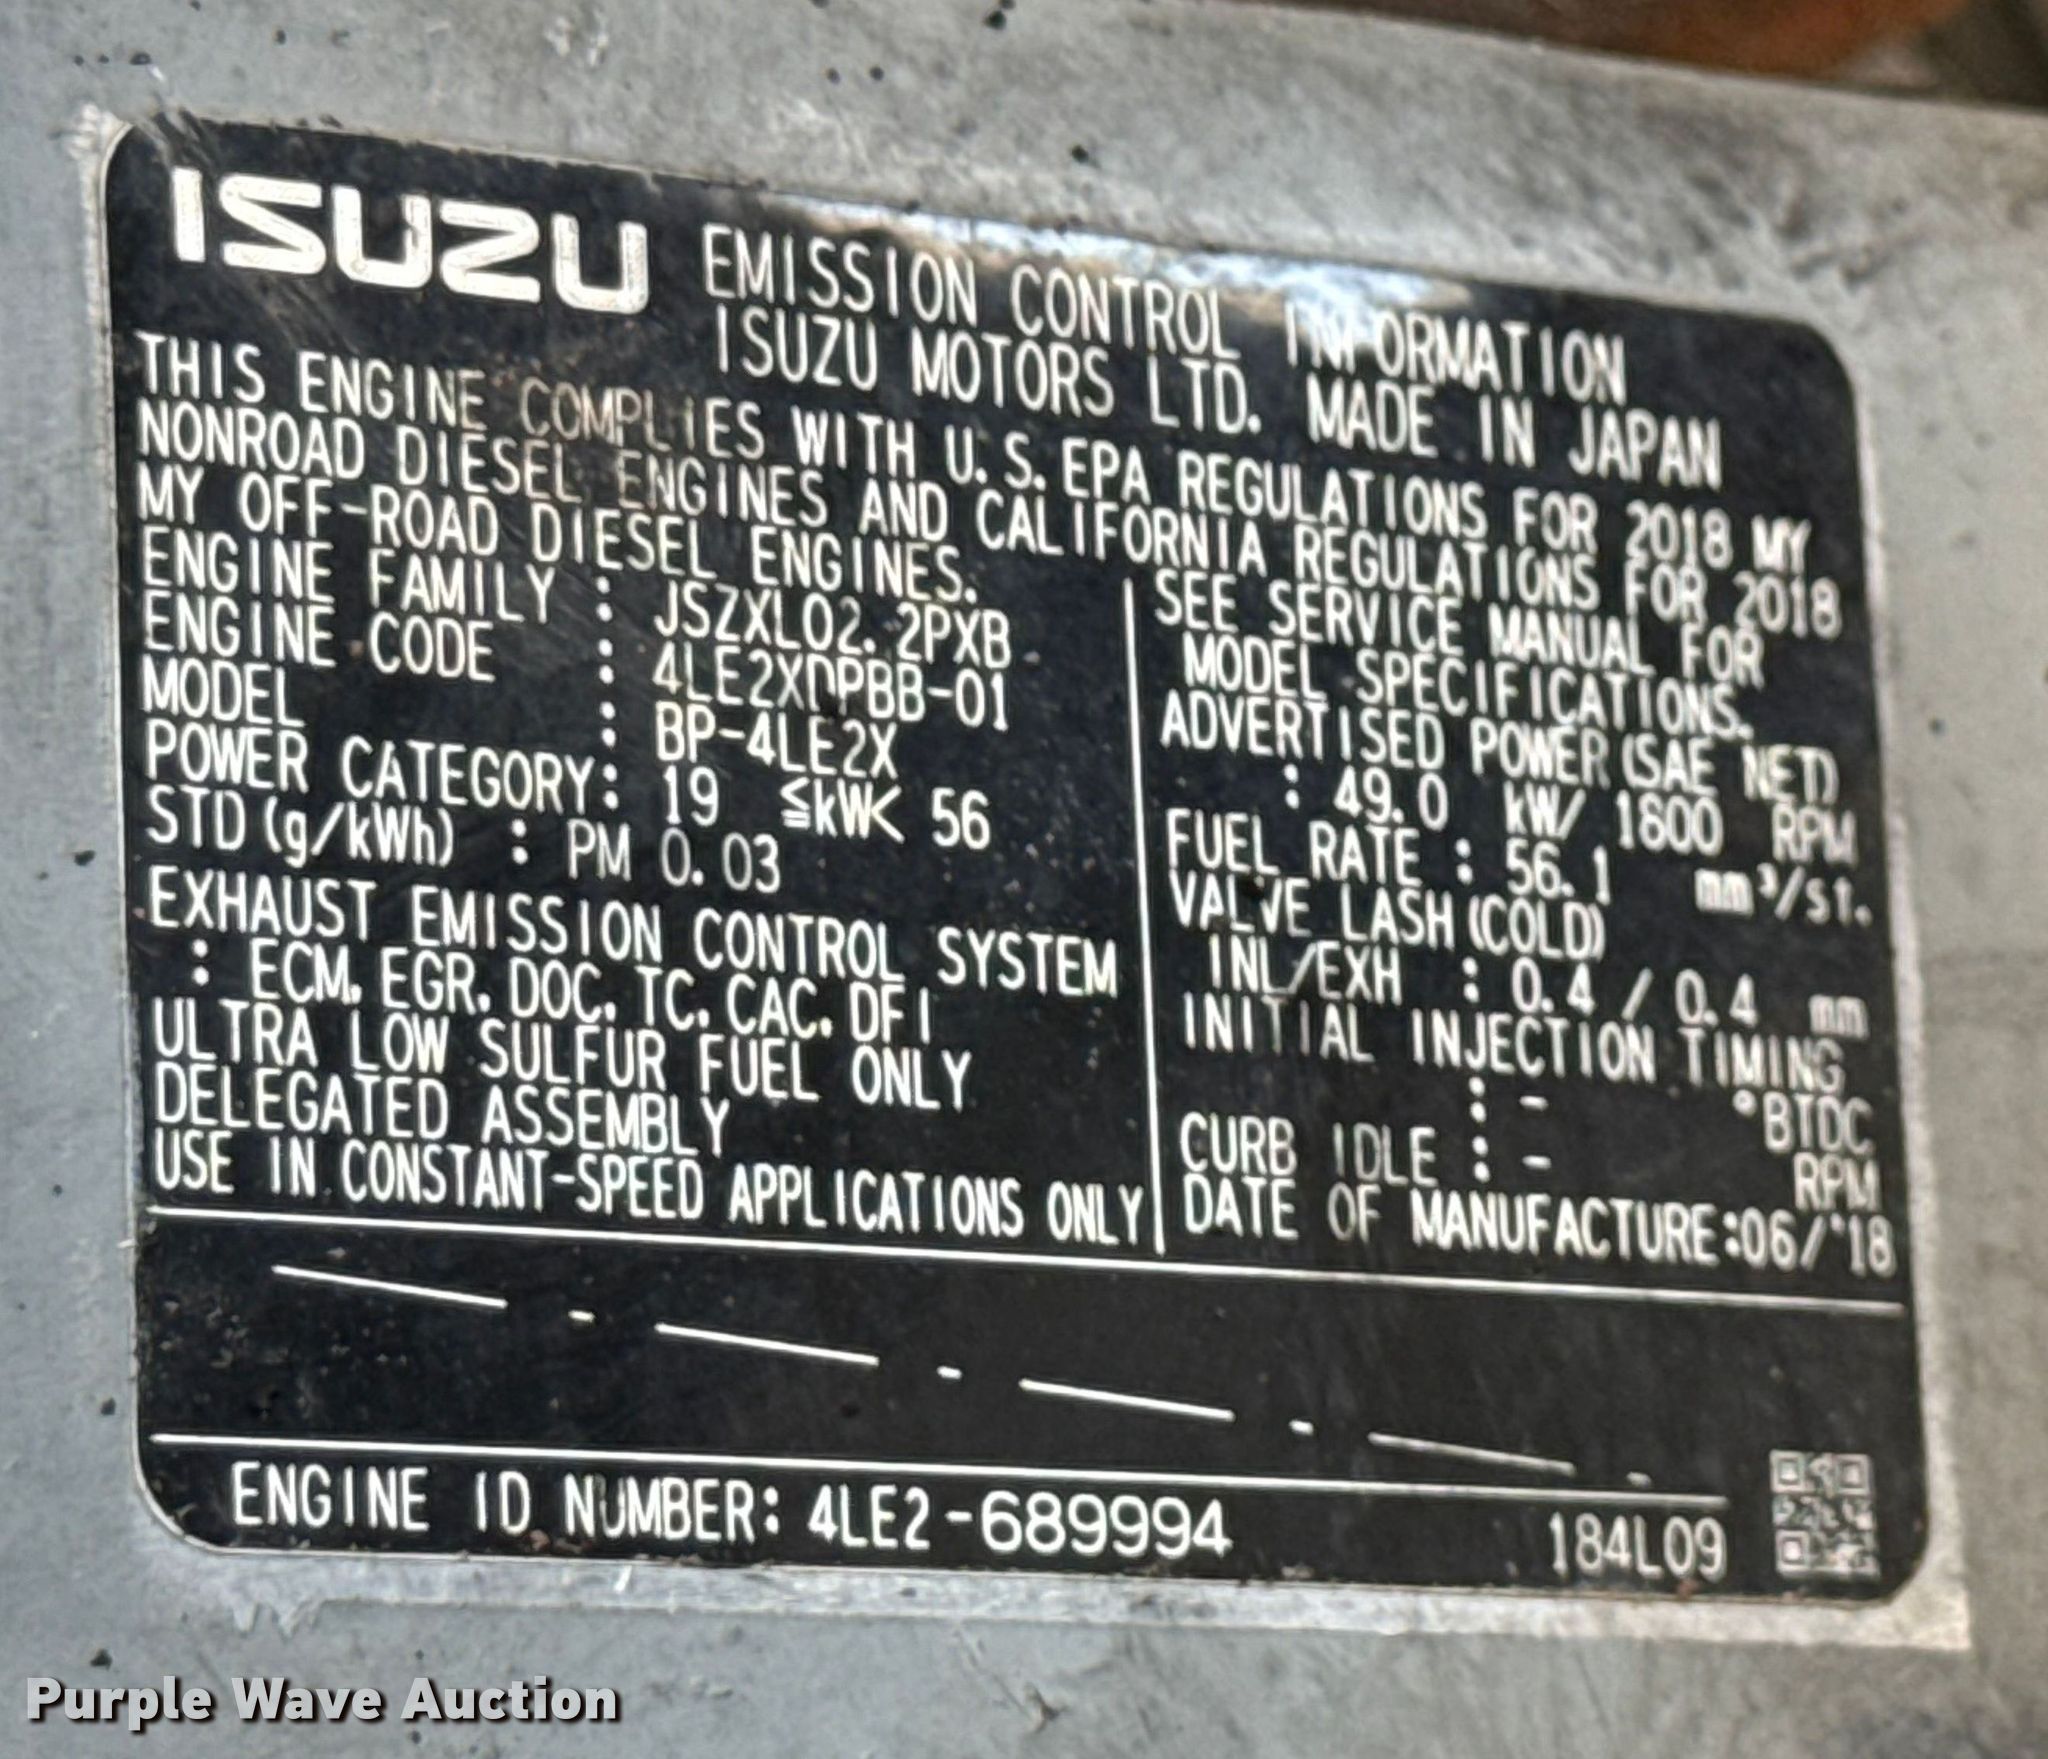 ISUZU EMISSION CONTROL INFORMATION
ISUZU MOTORS LTD. MADE IN JAPAN
THIS ENGINE COMPLIES WITH U.S.EPA REGULATIONS FOR 2018 MY
NONROAD DIESEL ENGINES AND CALIFORNIA REGULATIONS FOR 2018
MY OFF-ROAD DIESEL ENGINES.
ENGINE FAMILY : JSZXL02.2PXB
ENGINE CODE : 4LE2XDPBB-01
MODEL : BP-4LE2X
POWER CATEGORY: 19 ≦kW< 56
STD(g/kWh) : PM 0.03
EXHAUST EMISSION CONTROL SYSTEM
: ECM, EGR, DOC, TC, CAC, DFI
ULTRA LOW SULFUR FUEL ONLY
DELEGATED ASSEMBLY
USE IN CONSTANT-SPEED APPLICATIONS ONLY
SEE SERVICE MANUAL FOR
MODEL SPECIFICATIONS.
ADVERTISED POWER(SAE NET)
: 49.0 kW/ 1800 RPM
FUEL RATE : 56.1 mm³/st.
VALVE LASH(COLD)
INL/EXH : 0.4 / 0.4 mm
INITIAL INJECTION TIMING
: - °BTDC
CURB IDLE : - RPM
DATE OF MANUFACTURE:06/'18
ENGINE ID NUMBER: 4LE2-689994
184L09
Purple Wave Auction